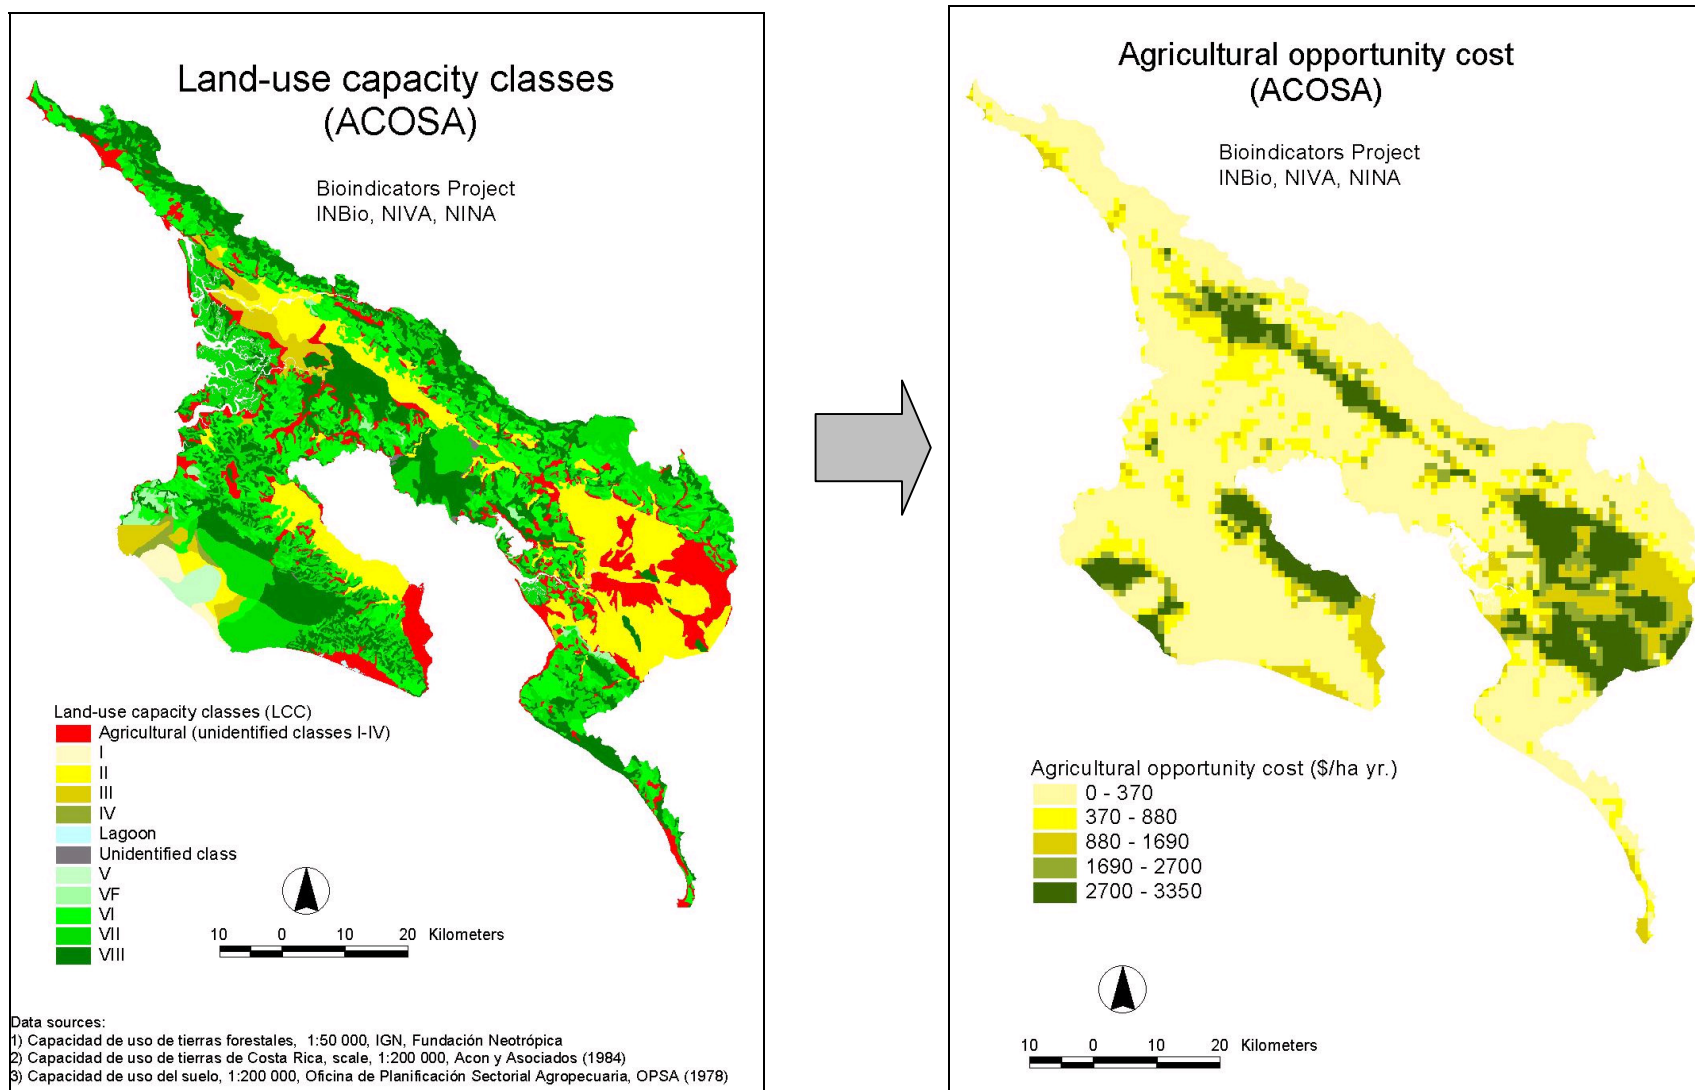 Land-use capacity classes
(ACOSA)
Bioindicators Project
INBio, NIVA, NINA
Land-use capacity classes (LCC)
Agricultural (unidentified classes I-IV)
I
II
III
IV
Lagoon
Unidentified class
V
VF
VI
VII
VIII
10 0 10 20 Kilometers
Data sources:
1) Capacidad de uso de tierras forestales, 1:50 000, IGN, Fundación Neotrópica
2) Capacidad de uso de tierras de Costa Rica, scale, 1:200 000, Acon y Asociados (1984)
3) Capacidad de uso del suelo, 1:200 000, Oficina de Planificación Sectorial Agropecuaria, OPSA (1978)
Agricultural opportunity cost
(ACOSA)
Bioindicators Project
INBio, NIVA, NINA
Agricultural opportunity cost ($/ha yr.)
0 - 370
370 - 880
880 - 1690
1690 - 2700
2700 - 3350
10 0 10 20 Kilometers